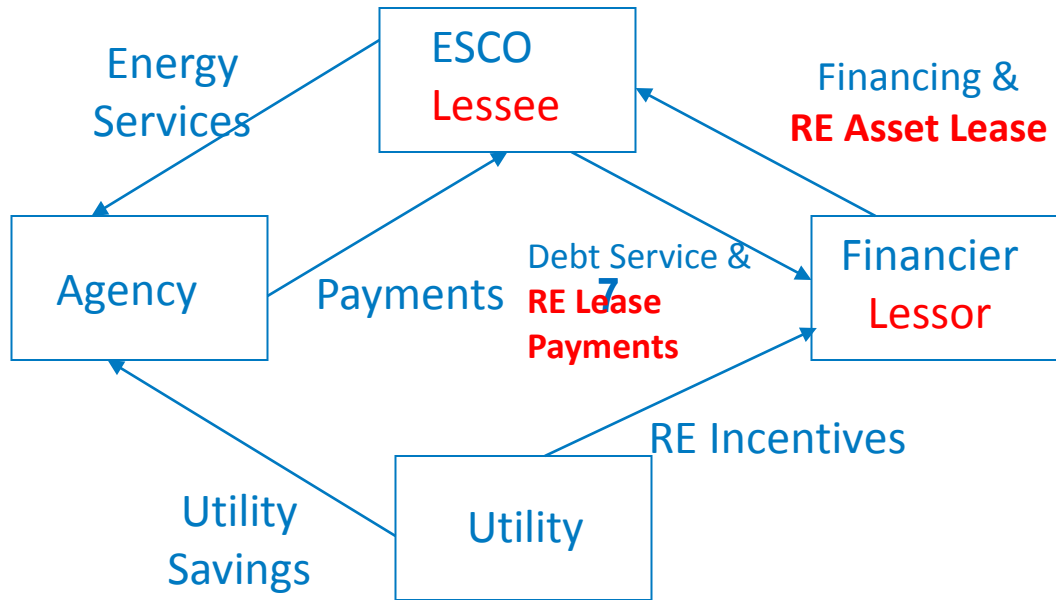 Energy
Services
ESCO
Lessee
Financing &
RE Asset Lease
Agency
Payments
Debt Service &
7
RE Lease
Payments
Financier
Lessor
RE Incentives
Utility
Savings
Utility